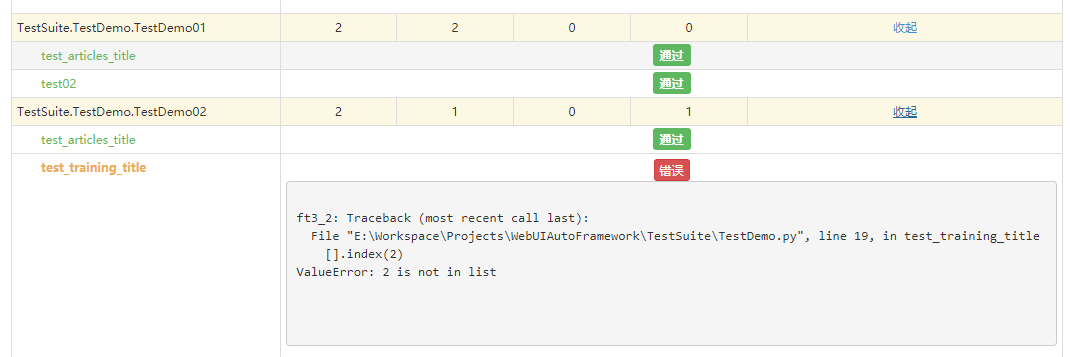 TestSuite.TestDemo.TestDemo01 2 2 0 0 收起
test_articles_title 通过
test02 通过
TestSuite.TestDemo.TestDemo02 2 1 0 1 收起
test_articles_title 通过
test_training_title 错误
ft3_2: Traceback (most recent call last):
  File "E:\Workspace\Projects\WebUIAutoFramework\TestSuite\TestDemo.py", line 19, in test_training_title
    [].index(2)
ValueError: 2 is not in list